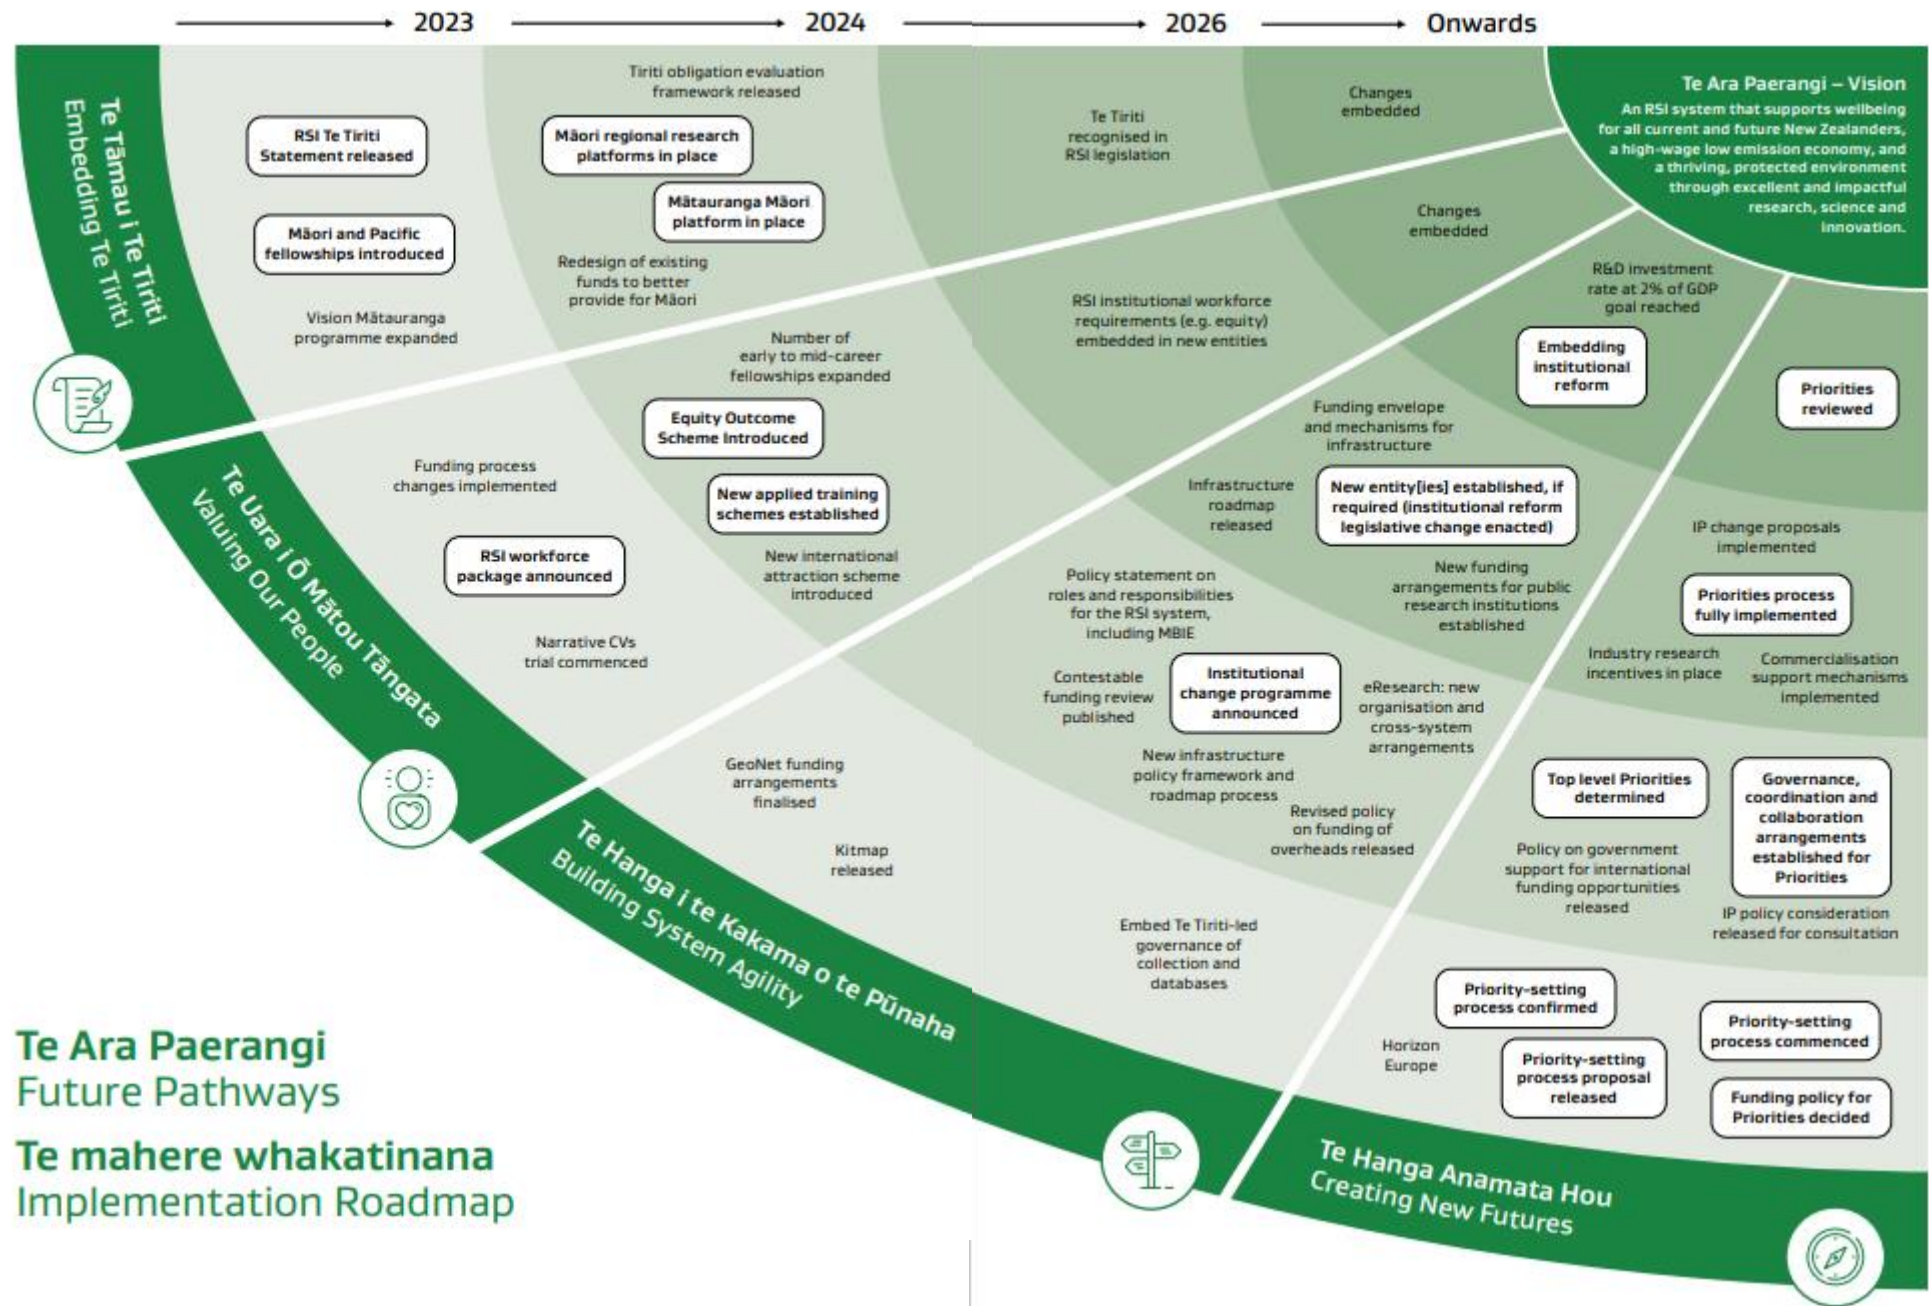 2023
2024
2026
Onwards
Te Tāmau i Te Tiriti
Embedding Te Tiriti
RSI Te Tiriti
Statement released
Māori and Pacific
fellowships introduced
Vision Mātauranga
programme expanded
Tiriti obligation evaluation
framework released
Māori regional research
platforms in place
Mātauranga Māori
platform in place
Redesign of existing
funds to better
provide for Māori
Te Tiriti
recognised in
RSI legislation
Changes
embedded
Te Ara Paerangi – Vision
An RSI system that supports wellbeing
for all current and future New Zealanders,
a high-wage low emission economy, and
a thriving, protected environment
through excellent and impactful
research, science and
innovation.
Te Uara i Ō Mātou Tāngata
Valuing Our People
Funding process
changes implemented
RSI workforce
package announced
Narrative CVs
trial commenced
Number of
early to mid-career
fellowships expanded
Equity Outcome
Scheme Introduced
New applied training
schemes established
New international
attraction scheme
introduced
RSI institutional workforce
requirements (e.g. equity)
embedded in new entities
Changes
embedded
Te Hanga i te Kakama o te Pūnaha
Building System Agility
GeoNet funding
arrangements
finalised
Kitmap
released
Embed Te Tiriti-led
governance of
collection and
databases
Policy statement on
roles and responsibilities
for the RSI system,
including MBIE
Contestable
funding review
published
Institutional
change programme
announced
eResearch: new
organisation and
cross-system
arrangements
New infrastructure
policy framework and
roadmap process
Revised policy
on funding of
overheads released
Funding envelope
and mechanisms for
infrastructure
Infrastructure
roadmap
released
New entity[ies] established, if
required (institutional reform
legislative change enacted)
New funding
arrangements for public
research institutions
established
R&D investment
rate at 2% of GDP
goal reached
Embedding
institutional
reform
Te Hanga Anamata Hou
Creating New Futures
Priority-setting
process confirmed
Horizon
Europe
Priority-setting
process proposal
released
Priority-setting
process commenced
Funding policy for
Priorities decided
Top level Priorities
determined
Governance,
coordination and
collaboration
arrangements
established for
Priorities
Policy on government
support for international
funding opportunities
released
IP policy consideration
released for consultation
IP change proposals
implemented
Priorities process
fully implemented
Industry research
incentives in place
Commercialisation
support mechanisms
implemented
Priorities
reviewed
Te Ara Paerangi
Future Pathways
Te mahere whakatinana
Implementation Roadmap